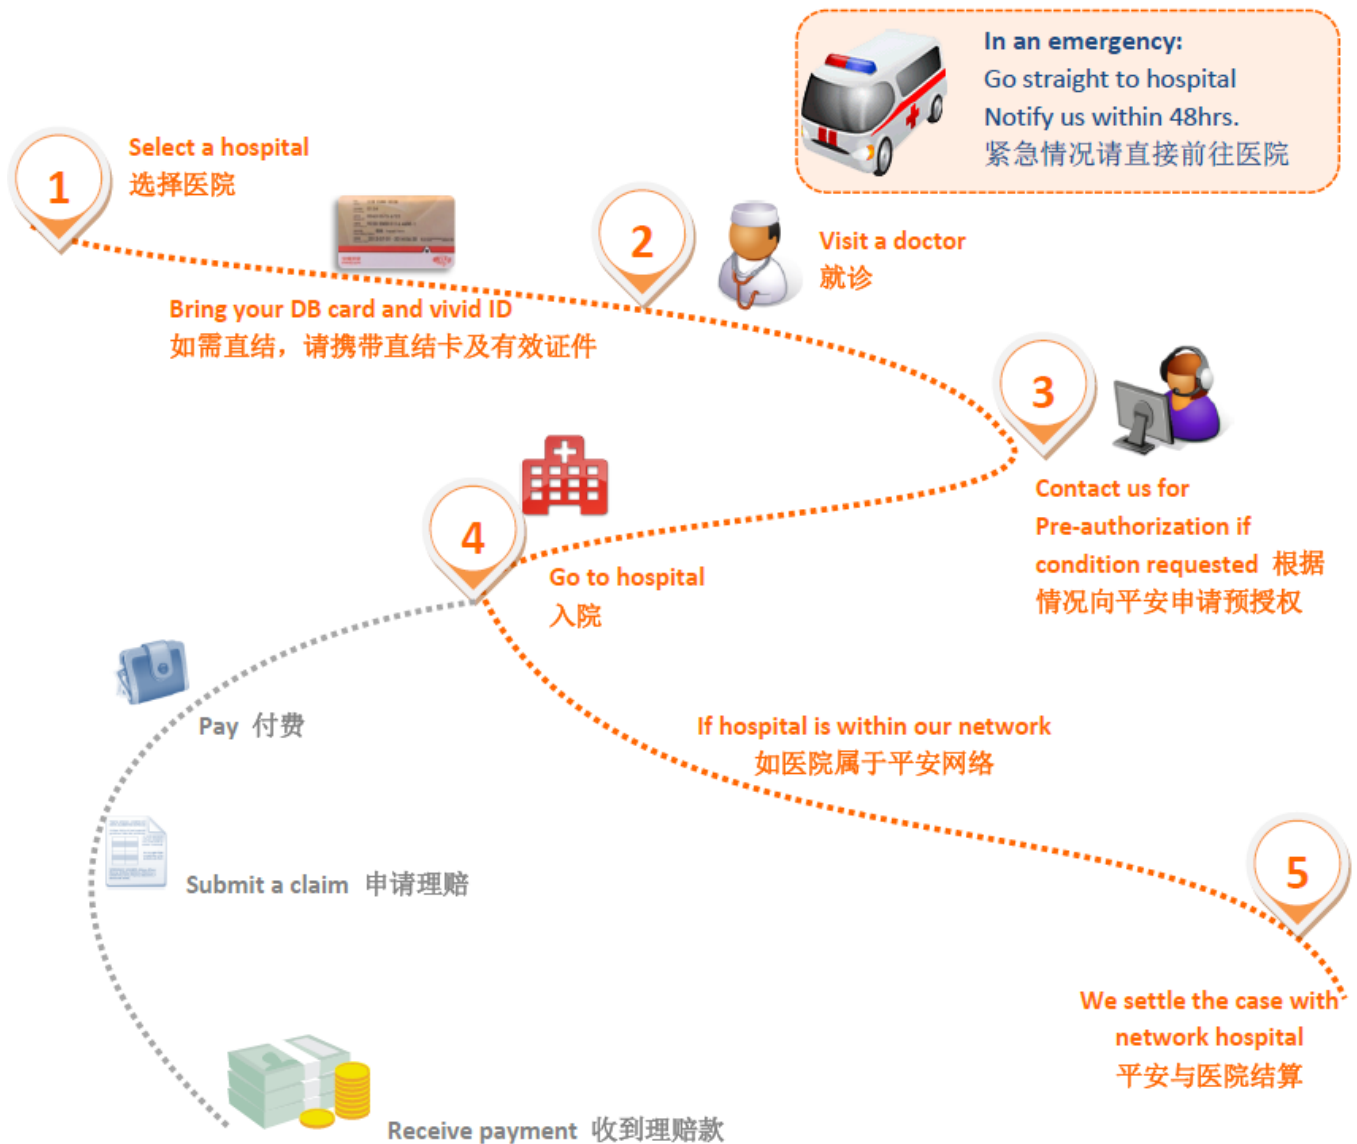 In an emergency:
Go straight to hospital
Notify us within 48hrs.
紧急情况请直接前往医院
1
Select a hospital
选择医院
Bring your DB card and vivid ID
如需直结，请携带直结卡及有效证件
2
Visit a doctor
就诊
3
Contact us for
Pre-authorization if
condition requested 根据
情况向平安申请预授权
4
Go to hospital
入院
Pay 付费
Submit a claim 申请理赔
Receive payment 收到理赔款
If hospital is within our network
如医院属于平安网络
5
We settle the case with
network hospital
平安与医院结算